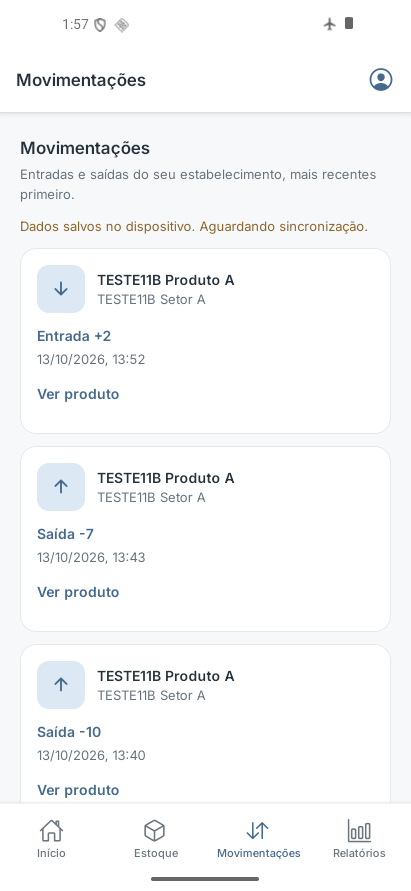 1:57
Movimentações
Movimentações
Entradas e saídas do seu estabelecimento, mais recentes
primeiro.
Dados salvos no dispositivo. Aguardando sincronização.
TESTE11B Produto A
TESTE11B Setor A
Entrada +2
13/10/2026, 13:52
Ver produto
TESTE11B Produto A
TESTE11B Setor A
Saída -7
13/10/2026, 13:43
Ver produto
TESTE11B Produto A
TESTE11B Setor A
Saída -10
13/10/2026, 13:40
Ver produto
Início
Estoque
Movimentações
Relatórios